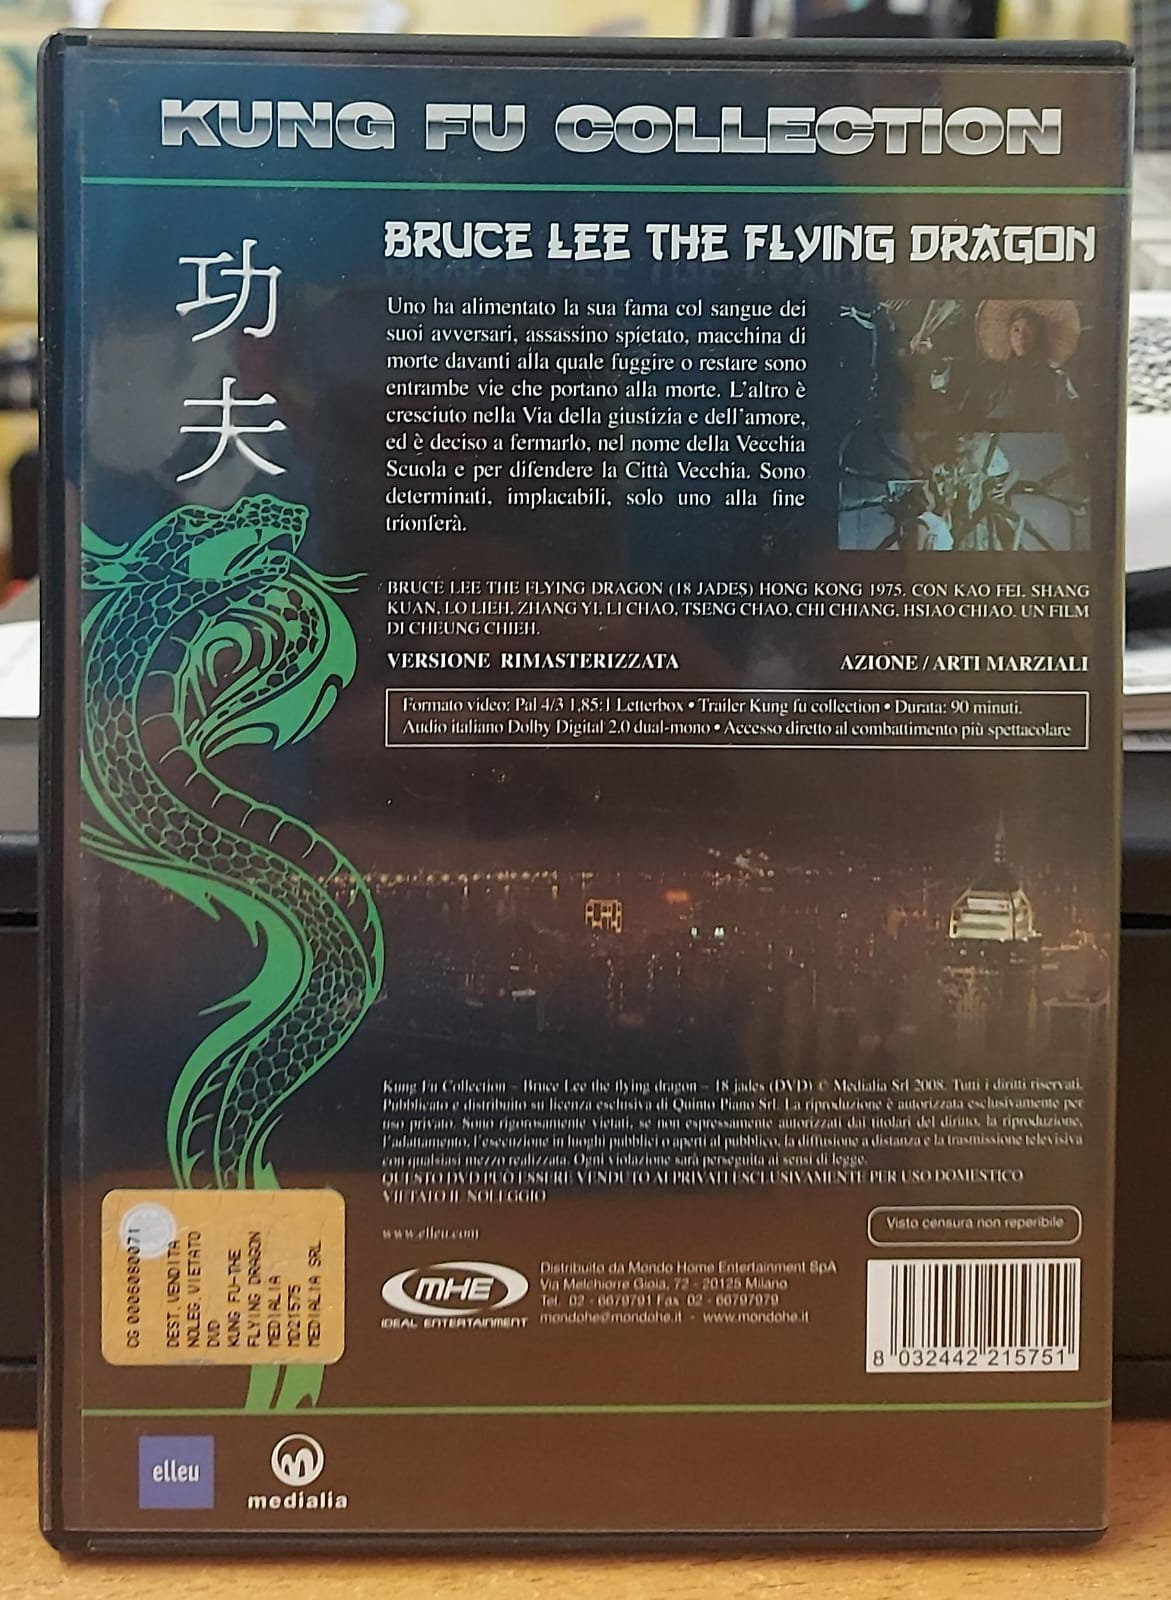 KUNG FU COLLECTION
功
夫
BRUCE LEE THE FLYING DRAGON
Uno ha alimentato la sua fama col sangue dei
suoi avversari, assassino spietato, macchina di
morte davanti alla quale fuggire o restare sono
entrambe vie che portano alla morte. L'altro è
cresciuto nella Via della giustizia e dell'amore,
ed è deciso a fermarlo, nel nome della Vecchia
Scuola e per difendere la Città Vecchia. Sono
determinati, implacabili, solo uno alla fine
trionferà.
BRUCE LEE THE FLYING DRAGON (18 JADES) HONG KONG 1975. CON KAO FEI, SHANG
KUAN, LO LIEH, ZHANG YI, LI CHAO, TSENG CHAO, CHI CHIANG, HSIAO CHIAO. UN FILM
DI CHEUNG CHIEH.
VERSIONE RIMASTERIZZATA AZIONE / ARTI MARZIALI
Formato video: Pal 4/3 1.85:1 Letterbox • Trailer Kung fu collection • Durata: 90 minuti.
Audio italiano Dolby Digital 2.0 dual-mono • Accesso diretto al combattimento più spettacolare
Kung Fu Collection – Bruce Lee the flying dragon – 18 jades (DVD) © Medialia Srl 2008. Tutti i diritti riservati.
Pubblicato e distribuito su licenza esclusiva di Quinto Piano Srl. La riproduzione è autorizzata esclusivamente per
uso privato. Sono rigorosamente vietati, se non espressamente autorizzati dai titolari del diritto, la riproduzione,
l'adattamento, l'esecuzione in luoghi pubblici o aperti al pubblico, la diffusione a distanza e la trasmissione televisiva
con qualsiasi mezzo realizzata. Ogni violazione sarà perseguita ai sensi di legge.
QUESTO DVD PUÒ ESSERE VENDUTO AI PRIVATI ESCLUSIVAMENTE PER USO DOMESTICO
VIETATO IL NOLEGGIO
www.elleu.com
Visto censura non reperibile
MHE
IDEAL ENTERTAINMENT
Distribuito da Mondo Home Entertainment SpA
Via Melchiorre Gioia, 72 - 20125 Milano
Tel. 02 - 6679791 Fax 02 - 66797979
mondohe@mondohe.it - www.mondohe.it
8 032442 215751
CG 0006080071
DEST.VENDITA
NOLEG.VIETATO
DVD
KUNG FU-THE
FLYING DRAGON
MEDIALIA
MD21575
MEDIALIA SRL
elleu
medialia